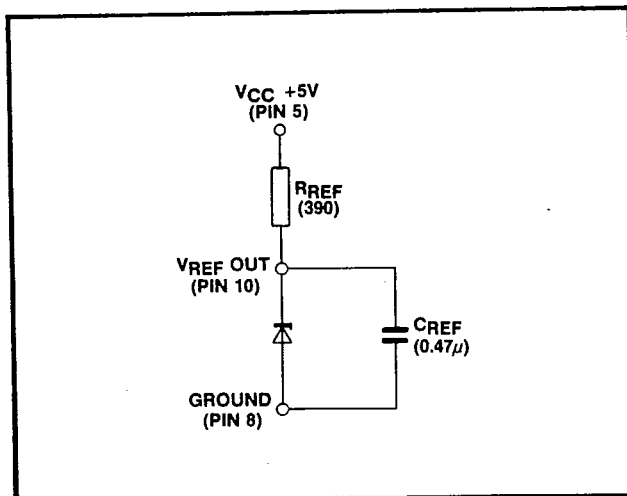 VCC +5V
(PIN 5)
RREF
(390)
VREF OUT
(PIN 10)
CREF
(0.47μ)
GROUND
(PIN 8)